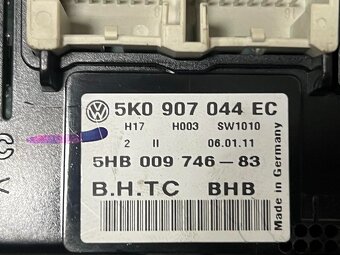 5K0 907 044 EC
H17 H003 SW1010
2 II 06.01.11
5HB 009 746-83
B.H.TC BHB
Made in Germany